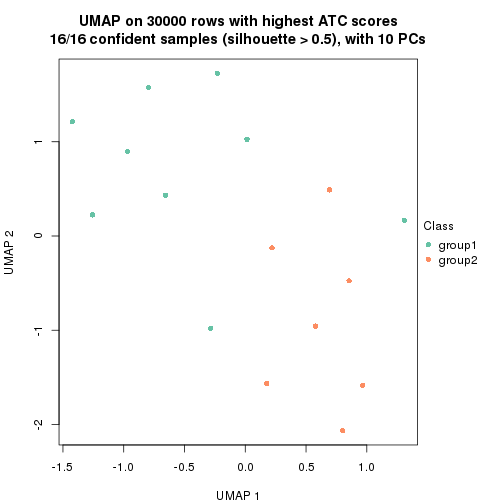 UMAP on 30000 rows with highest ATC scores
16/16 confident samples (silhouette > 0.5), with 10 PCs
1
0
-1
-2
UMAP 2
-1.5 -1.0 -0.5 0.0 0.5 1.0
UMAP 1
Class
group1
group2